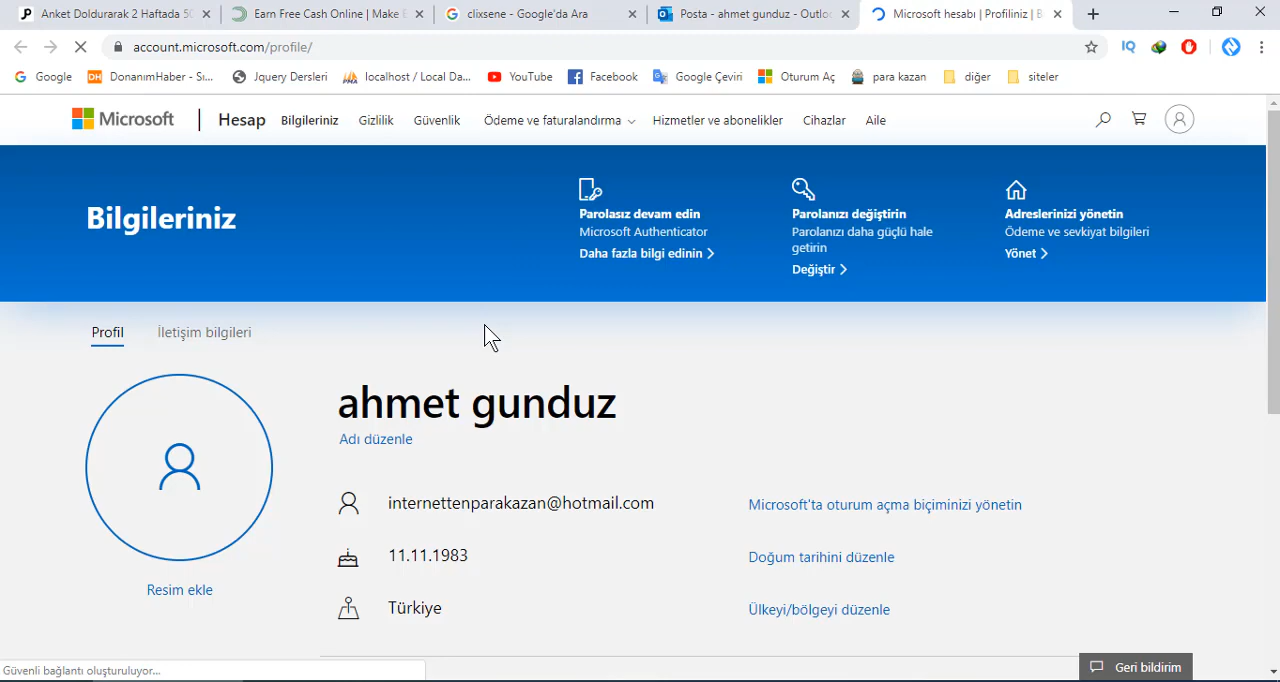 Anket Doldurarak 2 Haftada 50
Earn Free Cash Online | Make
clixsene - Google'da Ara
Posta - ahmet gunduz - Outlo
Microsoft hesabı | Profiliniz | B
account.microsoft.com/profile/
IQ
Google
DH DonanımHaber - Sı...
Jquery Dersleri
PMA localhost / Local Da...
YouTube
Facebook
Google Çeviri
Oturum Aç
para kazan
diğer
siteler
Microsoft
Hesap
Bilgileriniz
Gizlilik
Güvenlik
Ödeme ve faturalandırma
Hizmetler ve abonelikler
Cihazlar
Aile
Bilgileriniz
Parolasız devam edin
Microsoft Authenticator
Daha fazla bilgi edinin
Parolanızı değiştirin
Parolanızı daha güçlü hale
getirin
Değiştir
Adreslerinizi yönetin
Ödeme ve sevkiyat bilgileri
Yönet
Profil
İletişim bilgileri
ahmet gunduz
Adı düzenle
internettenparakazan@hotmail.com
Microsoft'ta oturum açma biçiminizi yönetin
11.11.1983
Doğum tarihini düzenle
Resim ekle
Türkiye
Ülkeyi/bölgeyi düzenle
Güvenli bağlantı oluşturuluyor...
Geri bildirim